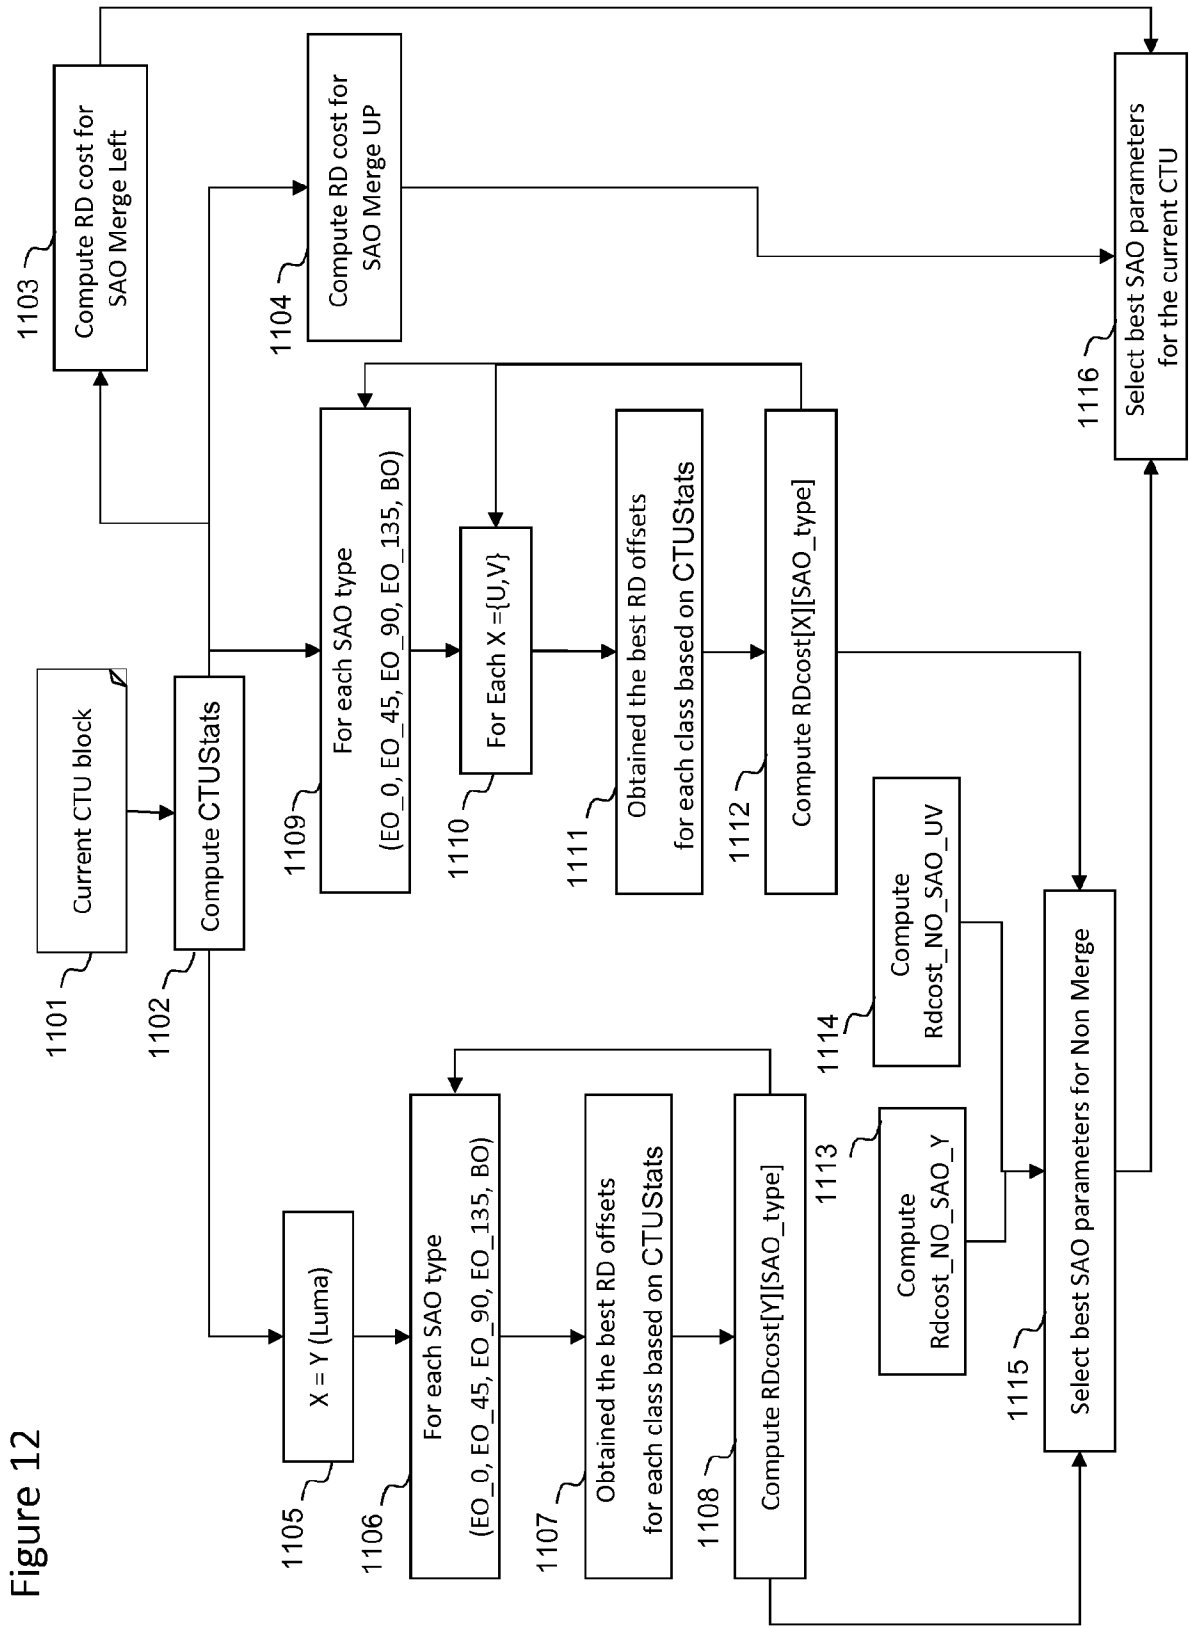 Figure 12
1101
Current CTU block
1102
Compute CTUStats
1103
Compute RD cost for
SAO Merge Left
1104
Compute RD cost for
SAO Merge UP
1105
X = Y (Luma)
1106
For each SAO type
(EO_0, EO_45, EO_90, EO_135, BO)
1107
Obtained the best RD offsets
for each class based on CTUStats
1108
Compute RDcost[Y][SAO_type]
1109
For each SAO type
(EO_0, EO_45, EO_90, EO_135, BO)
1110
For Each X ={U,V}
1111
Obtained the best RD offsets
for each class based on CTUStats
1112
Compute RDcost[X][SAO_type]
1113
Compute
Rdcost_NO_SAO_Y
1114
Compute
Rdcost_NO_SAO_UV
1115
Select best SAO parameters for Non Merge
1116
Select best SAO parameters
for the current CTU